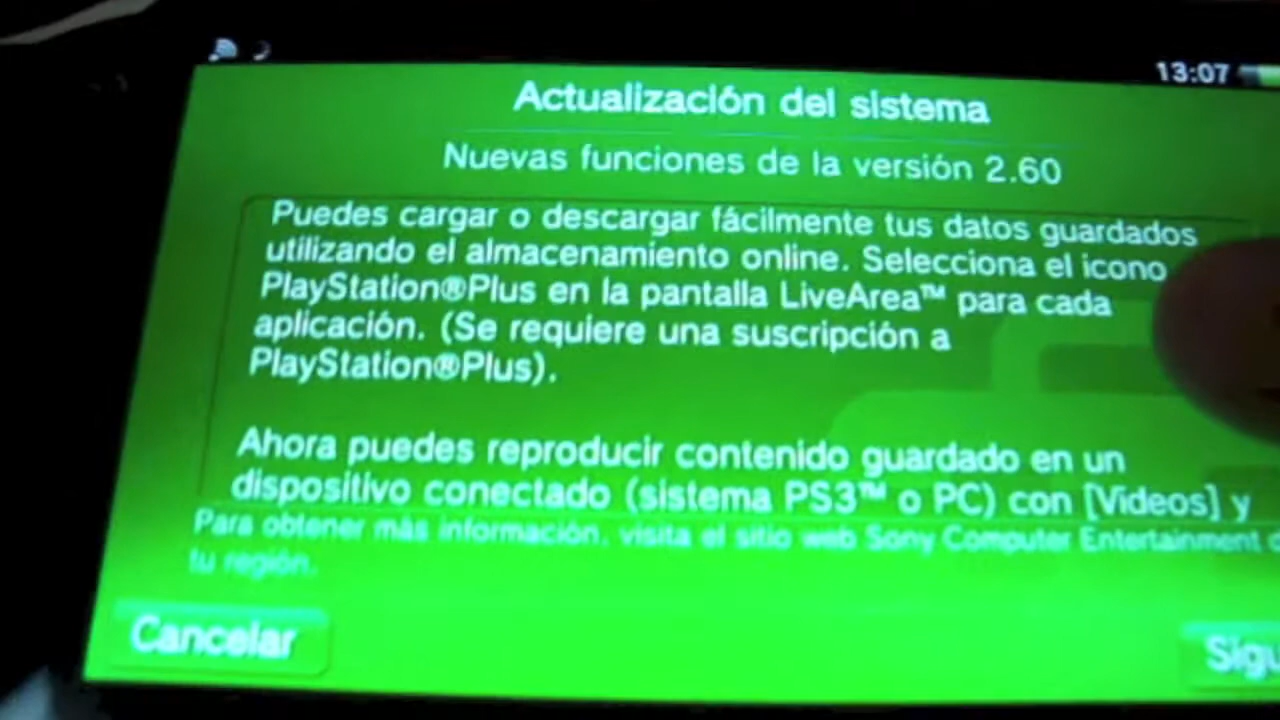 13:07
Actualización del sistema
Nuevas funciones de la versión 2.60
Puedes cargar o descargar fácilmente tus datos guardados
utilizando el almacenamiento online. Selecciona el icono
PlayStation®Plus en la pantalla LiveArea™ para cada
aplicación. (Se requiere una suscripción a
PlayStation®Plus).
Ahora puedes reproducir contenido guardado en un
dispositivo conectado (sistema PS3™ o PC) con [Vídeos] y
Para obtener más información, visita el sitio web Sony Computer Entertainment
tu región.
Cancelar